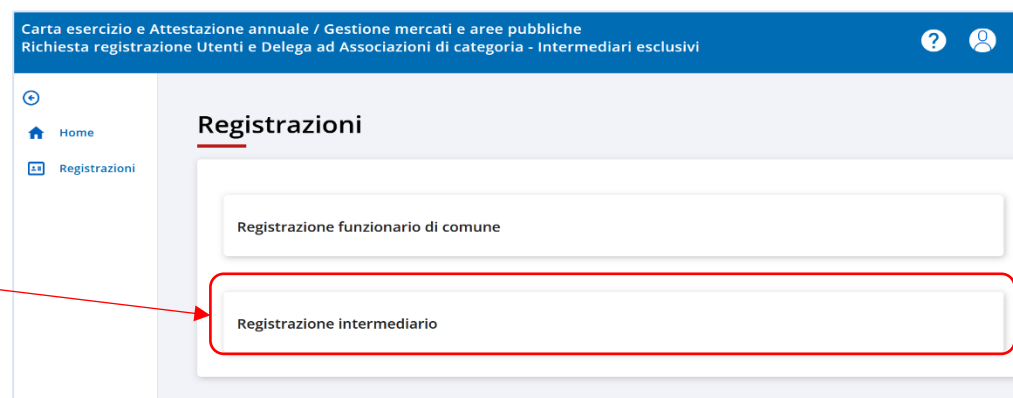 Carta esercizio e Attestazione annuale / Gestione mercati e aree pubbliche
Richiesta registrazione Utenti e Delega ad Associazioni di categoria - Intermediari esclusivi
?
Home
Registrazioni
Registrazioni
Registrazione funzionario di comune
Registrazione intermediario